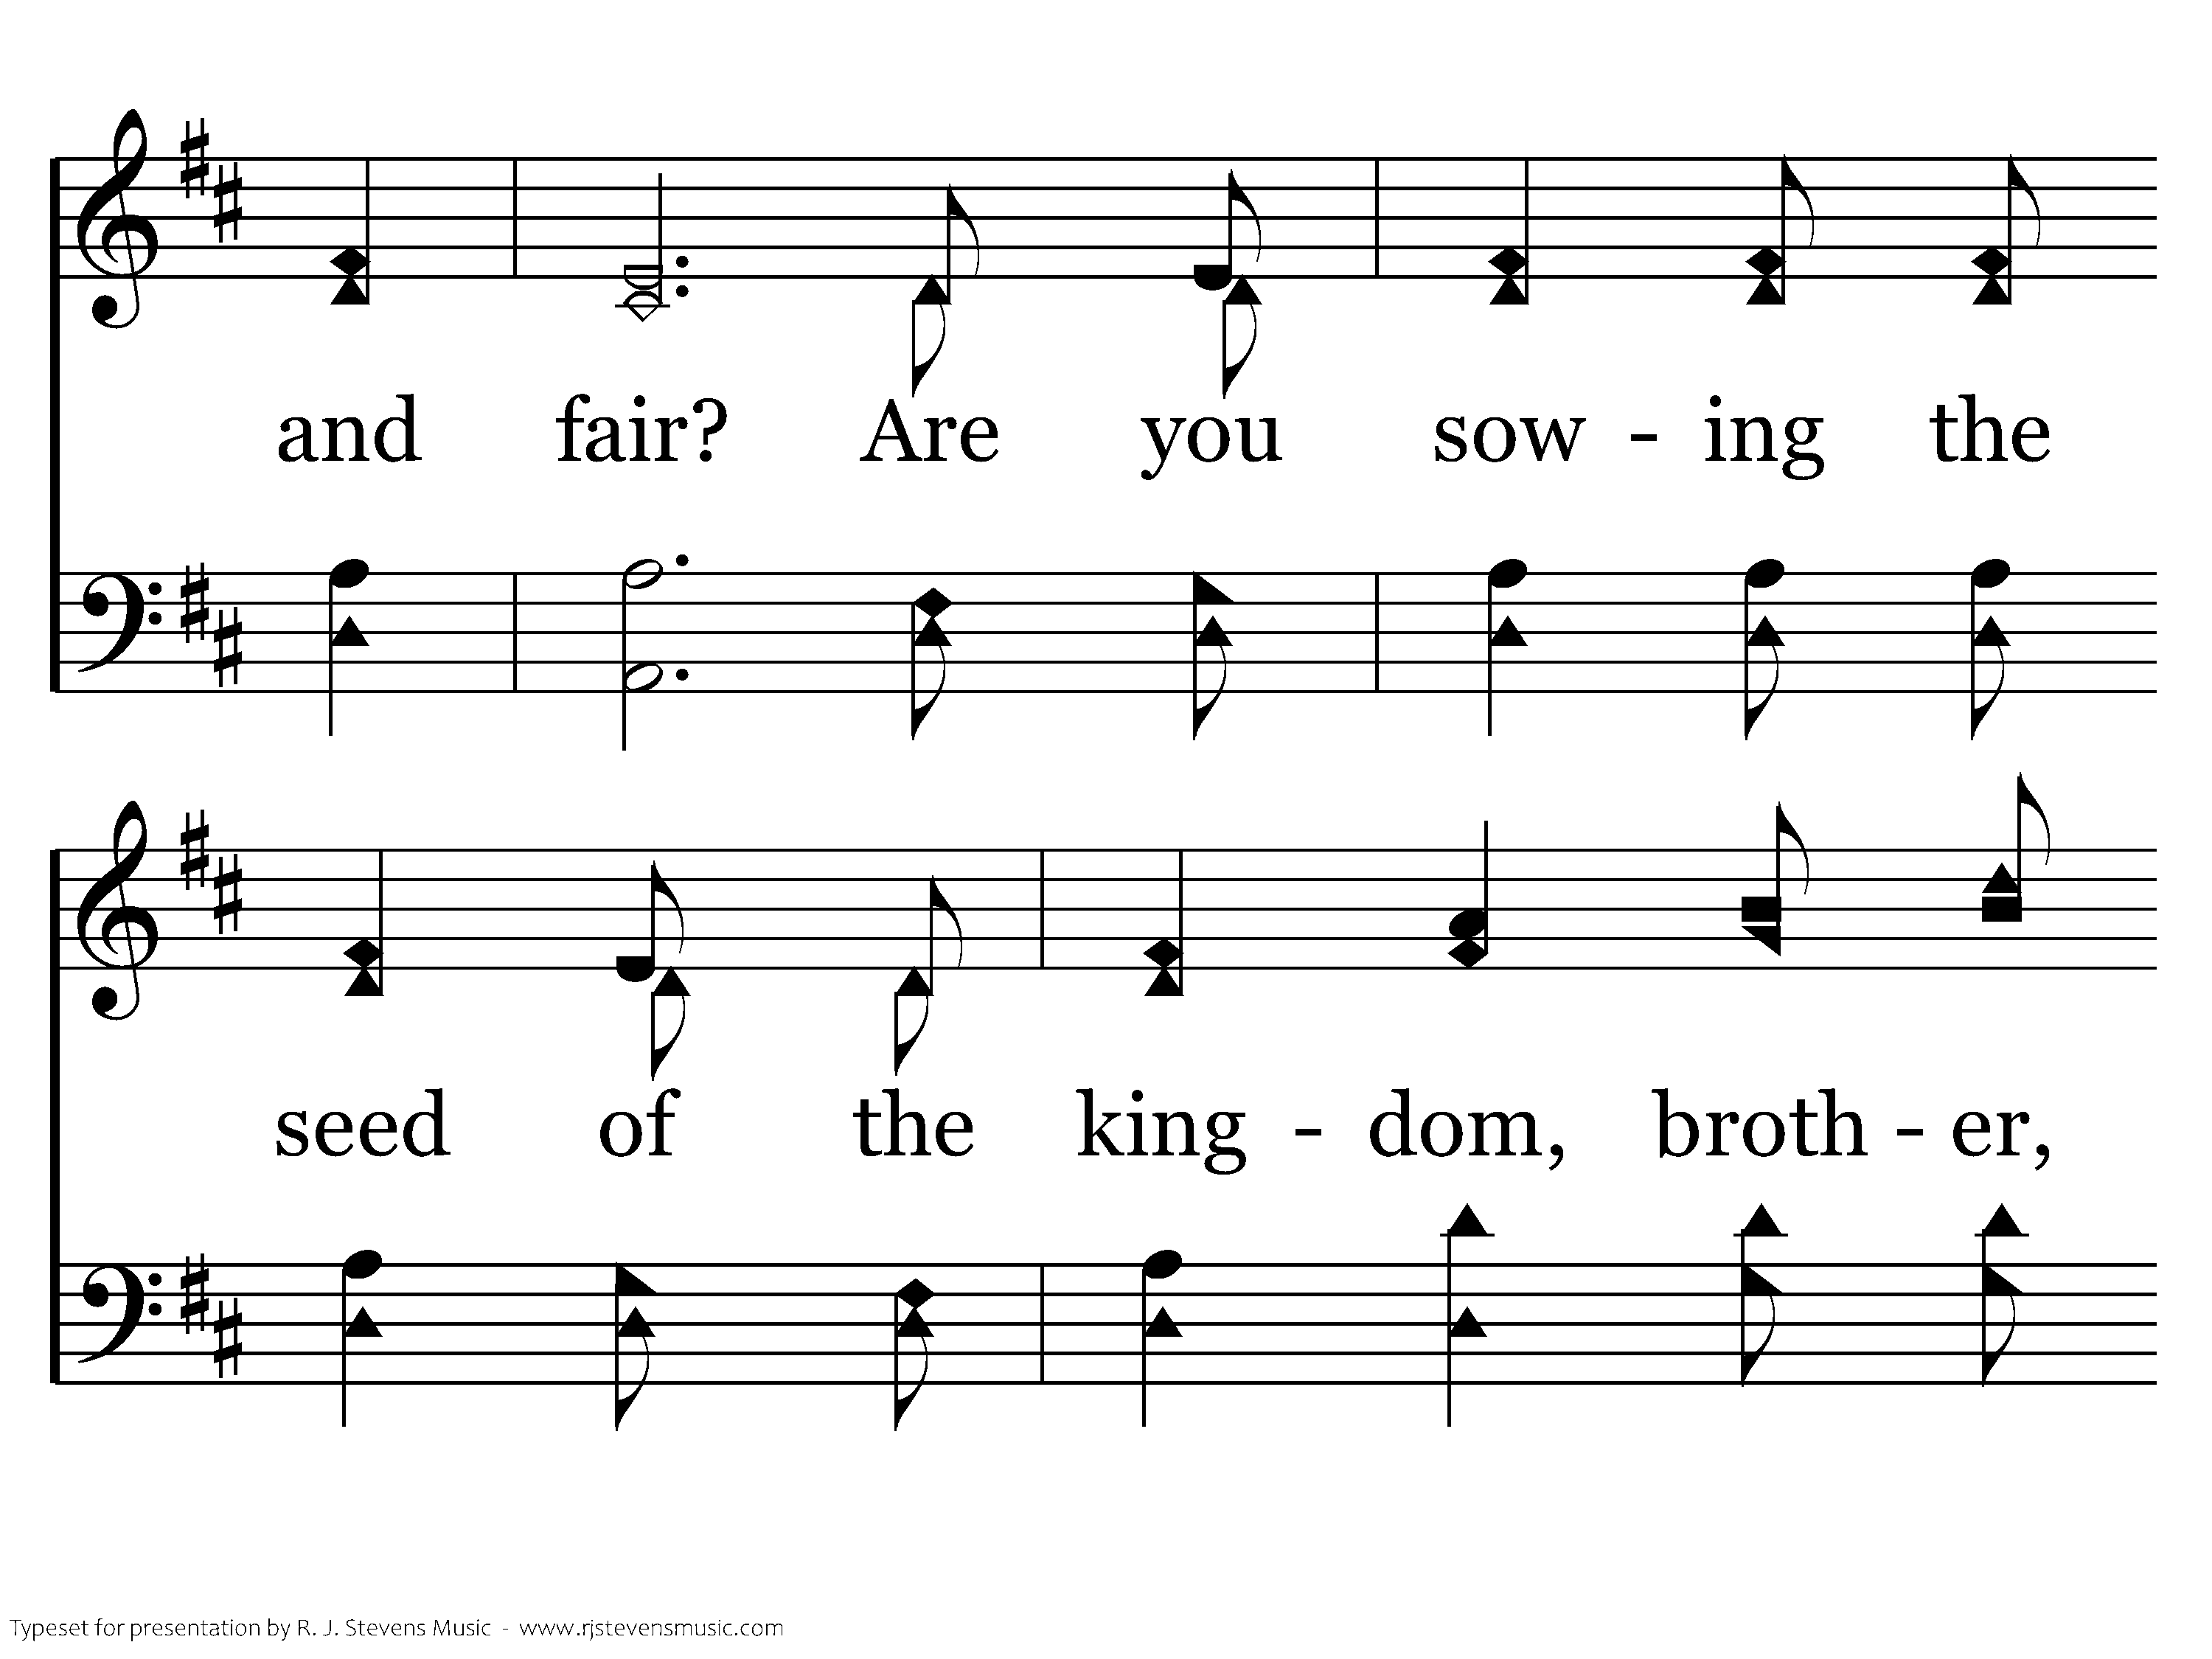 and fair? Are you sow - ing the
seed of the king - dom, broth - er,
Typeset for presentation by R. J. Stevens Music - www.rjstevensmusic.com